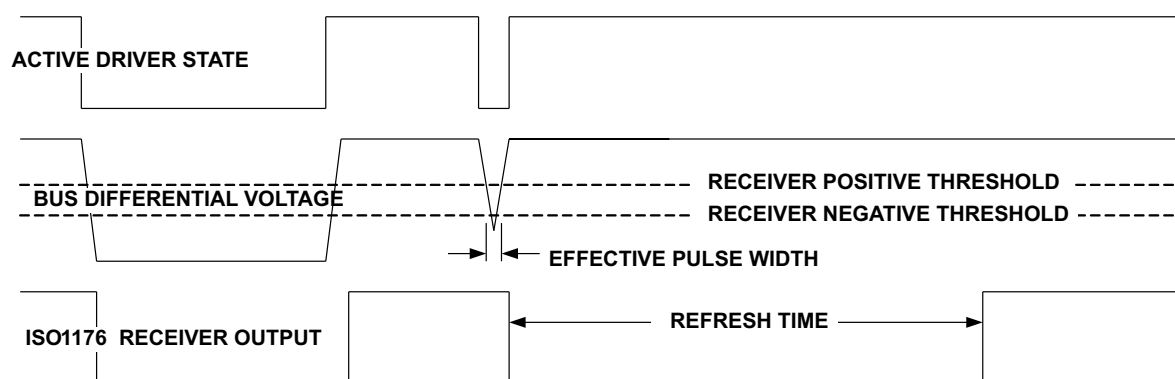 ACTIVE DRIVER STATE
BUS DIFFERENTIAL VOLTAGE
RECEIVER POSITIVE THRESHOLD
RECEIVER NEGATIVE THRESHOLD
EFFECTIVE PULSE WIDTH
ISO1176 RECEIVER OUTPUT
REFRESH TIME